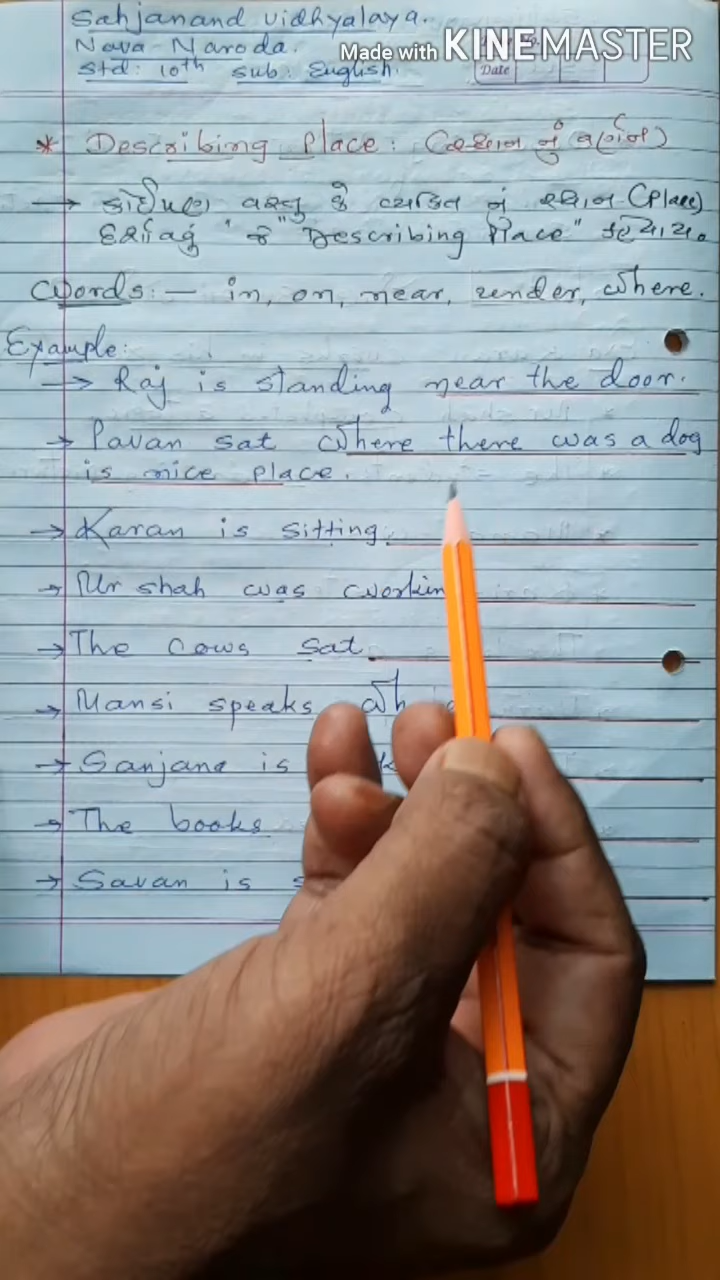 Sahjanand Vidhyalaya.
Nava-Naroda.
Std: 10th Sub: English.
Made with KINEMASTER
Date
* Describing Place: (સ્થાન નું વર્ણન)
→ કોઈપણ વસ્તુ કે વ્યક્તિ નું સ્થાન (Place)
દર્શાવવું "Describing Place" કહેવાય.
Words:- in, on, near, under, where.
Example:
→ Raj is standing near the door.
→ Pavan sat where there was a dog
is nice place.
→ Karan is sitting
→ Mr shah was workin
→ The cows sat
→ Mansi speaks wh
→ Sanjana is
→ The books
→ Savan is s